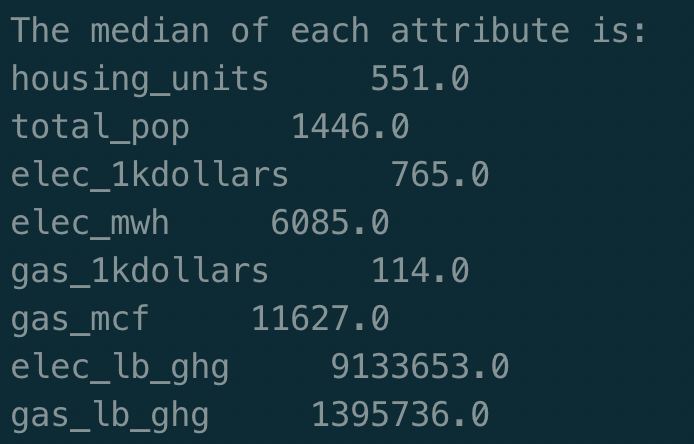 The median of each attribute is:
housing_units     551.0
total_pop     1446.0
elec_1kdollars     765.0
elec_mwh     6085.0
gas_1kdollars     114.0
gas_mcf     11627.0
elec_lb_ghg     9133653.0
gas_lb_ghg     1395736.0